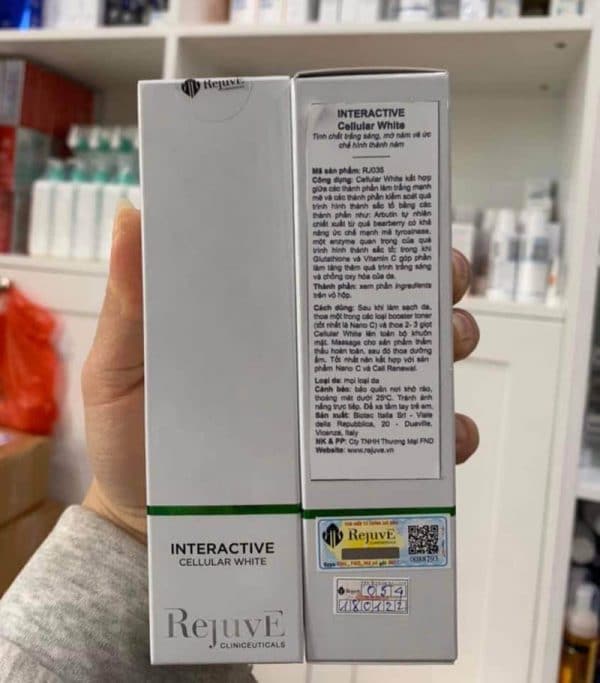 RejuvE
INTERACTIVE
CELLULAR WHITE
RejuvE
CLINICEUTICALS
INTERACTIVE
Cellular White
Tinh chất trắng sáng, mờ nám và ức
chế hình thành nám
Mã sản phẩm: RJ035
Công dụng: Cellular White kết hợp
giữa các thành phần làm trắng mạnh
mẽ và các thành phần kiểm soát quá
trình hình thành sắc tố bằng các
thành phần như: Arbutin tự nhiên
chiết xuất từ quả bearberry có khả
năng ức chế mạnh mẽ tyrosinase,
một enzyme quan trọng của quá
trình hình thành sắc tố; trong khi
Glutathione và Vitamin C góp phần
làm tăng thêm quá trình trắng sáng
và chống oxy hóa của da.
Thành phần: xem phần ingredients
trên vỏ hộp.
Cách dùng: Sau khi làm sạch da,
thoa một trong các loại booster toner
(tốt nhất là Nano C) và thoa 2- 3 giọt
Cellular White lên toàn bộ khuôn
mặt. Massage cho sản phẩm thẩm
thấu hoàn toàn, sau đó thoa dưỡng
ẩm. Tốt nhất nên kết hợp với sản
phẩm Nano C và Cell Renewal.
Loại da: mọi loại da
Cảnh báo: bảo quản nơi khô ráo,
thoáng mát dưới 25°C. Tránh ánh
nắng trực tiếp. Để xa tầm tay trẻ em.
Sản xuất: Biotec Italia Srl - Viale
della Repubblica, 20 - Dueville,
Vicenza, Italy
NK & PP: Cty TNHH Thương Mại FND
Website: www.rejuve.vn
RejuvE
CLINICEUTICALS
0088793
054
180122